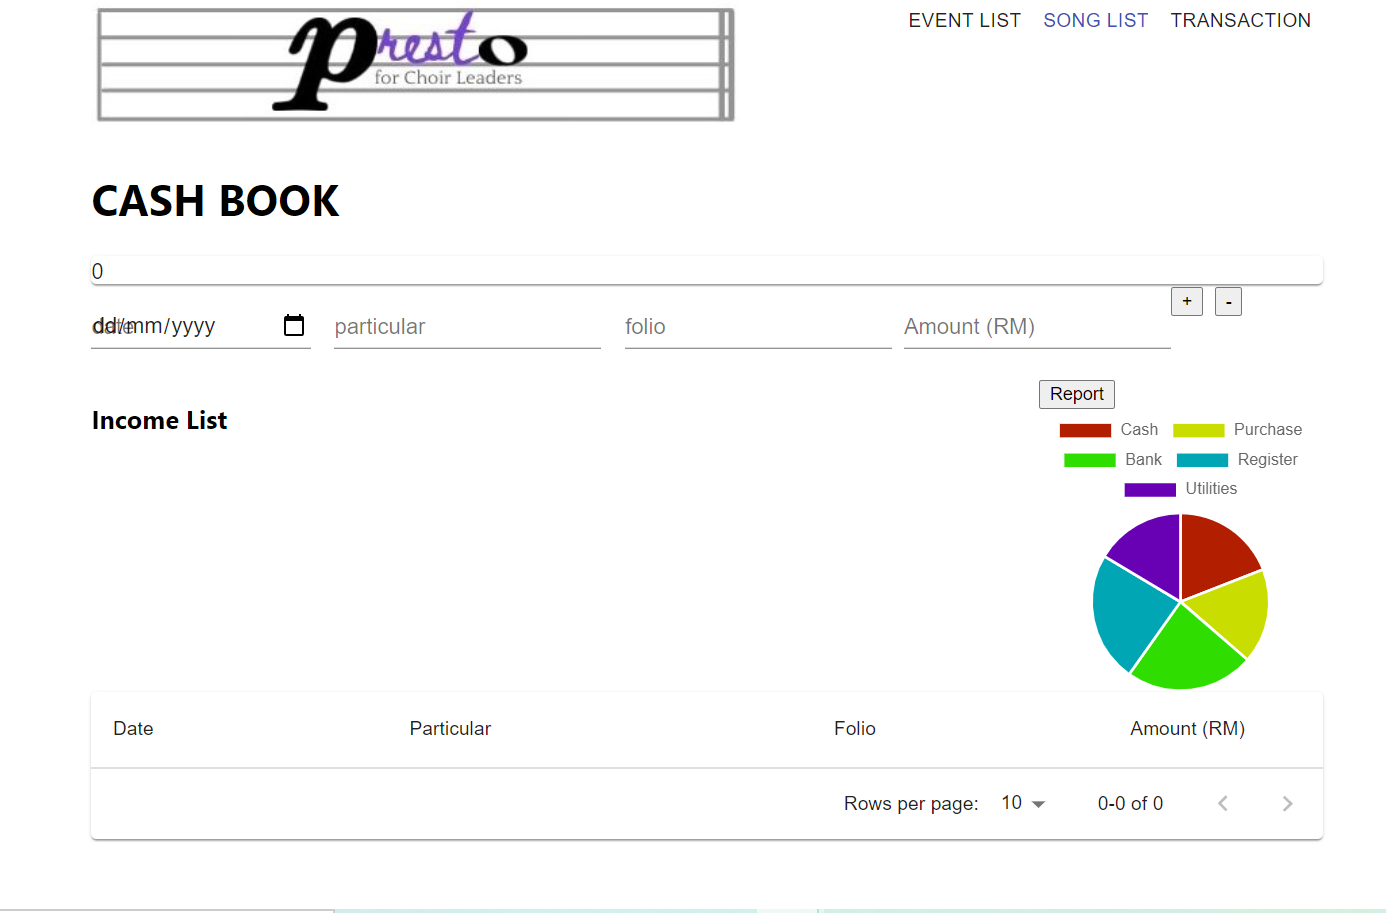 Presto
for Choir Leaders
EVENT LIST SONG LIST TRANSACTION
CASH BOOK
0
+ -
date dd/mm/yyyy particular folio Amount (RM)
Report
Income List
Cash Purchase
Bank Register
Utilities
Date Particular Folio Amount (RM)
Rows per page: 10 0-0 of 0